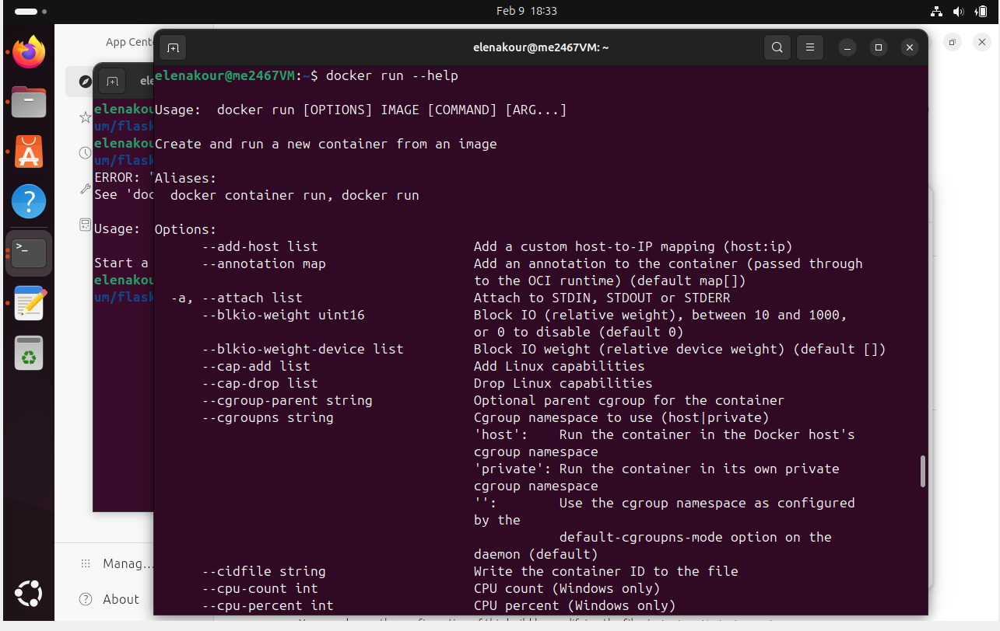 Feb 9 18:33
App Cent
elenakour@me2467VM: ~
ele
elenakour@me2467VM:~$ docker run --help
elenakou
um/flask
elenakou
um/flask
ERROR: "
See 'doc
Usage:
Start a
elenakou
um/flask
Usage:  docker run [OPTIONS] IMAGE [COMMAND] [ARG...]
Create and run a new container from an image
Aliases:
docker container run, docker run
Options:
--add-host list Add a custom host-to-IP mapping (host:ip)
--annotation map Add an annotation to the container (passed through
to the OCI runtime) (default map[])
-a, --attach list Attach to STDIN, STDOUT or STDERR
--blkio-weight uint16 Block IO (relative weight), between 10 and 1000,
or 0 to disable (default 0)
--blkio-weight-device list Block IO weight (relative device weight) (default [])
--cap-add list Add Linux capabilities
--cap-drop list Drop Linux capabilities
--cgroup-parent string Optional parent cgroup for the container
--cgroupns string Cgroup namespace to use (host|private)
'host': Run the container in the Docker host's
cgroup namespace
'private': Run the container in its own private
cgroup namespace
'': Use the cgroup namespace as configured
by the
default-cgroupns-mode option on the
daemon (default)
--cidfile string Write the container ID to the file
--cpu-count int CPU count (Windows only)
--cpu-percent int CPU percent (Windows only)
Manag...
About